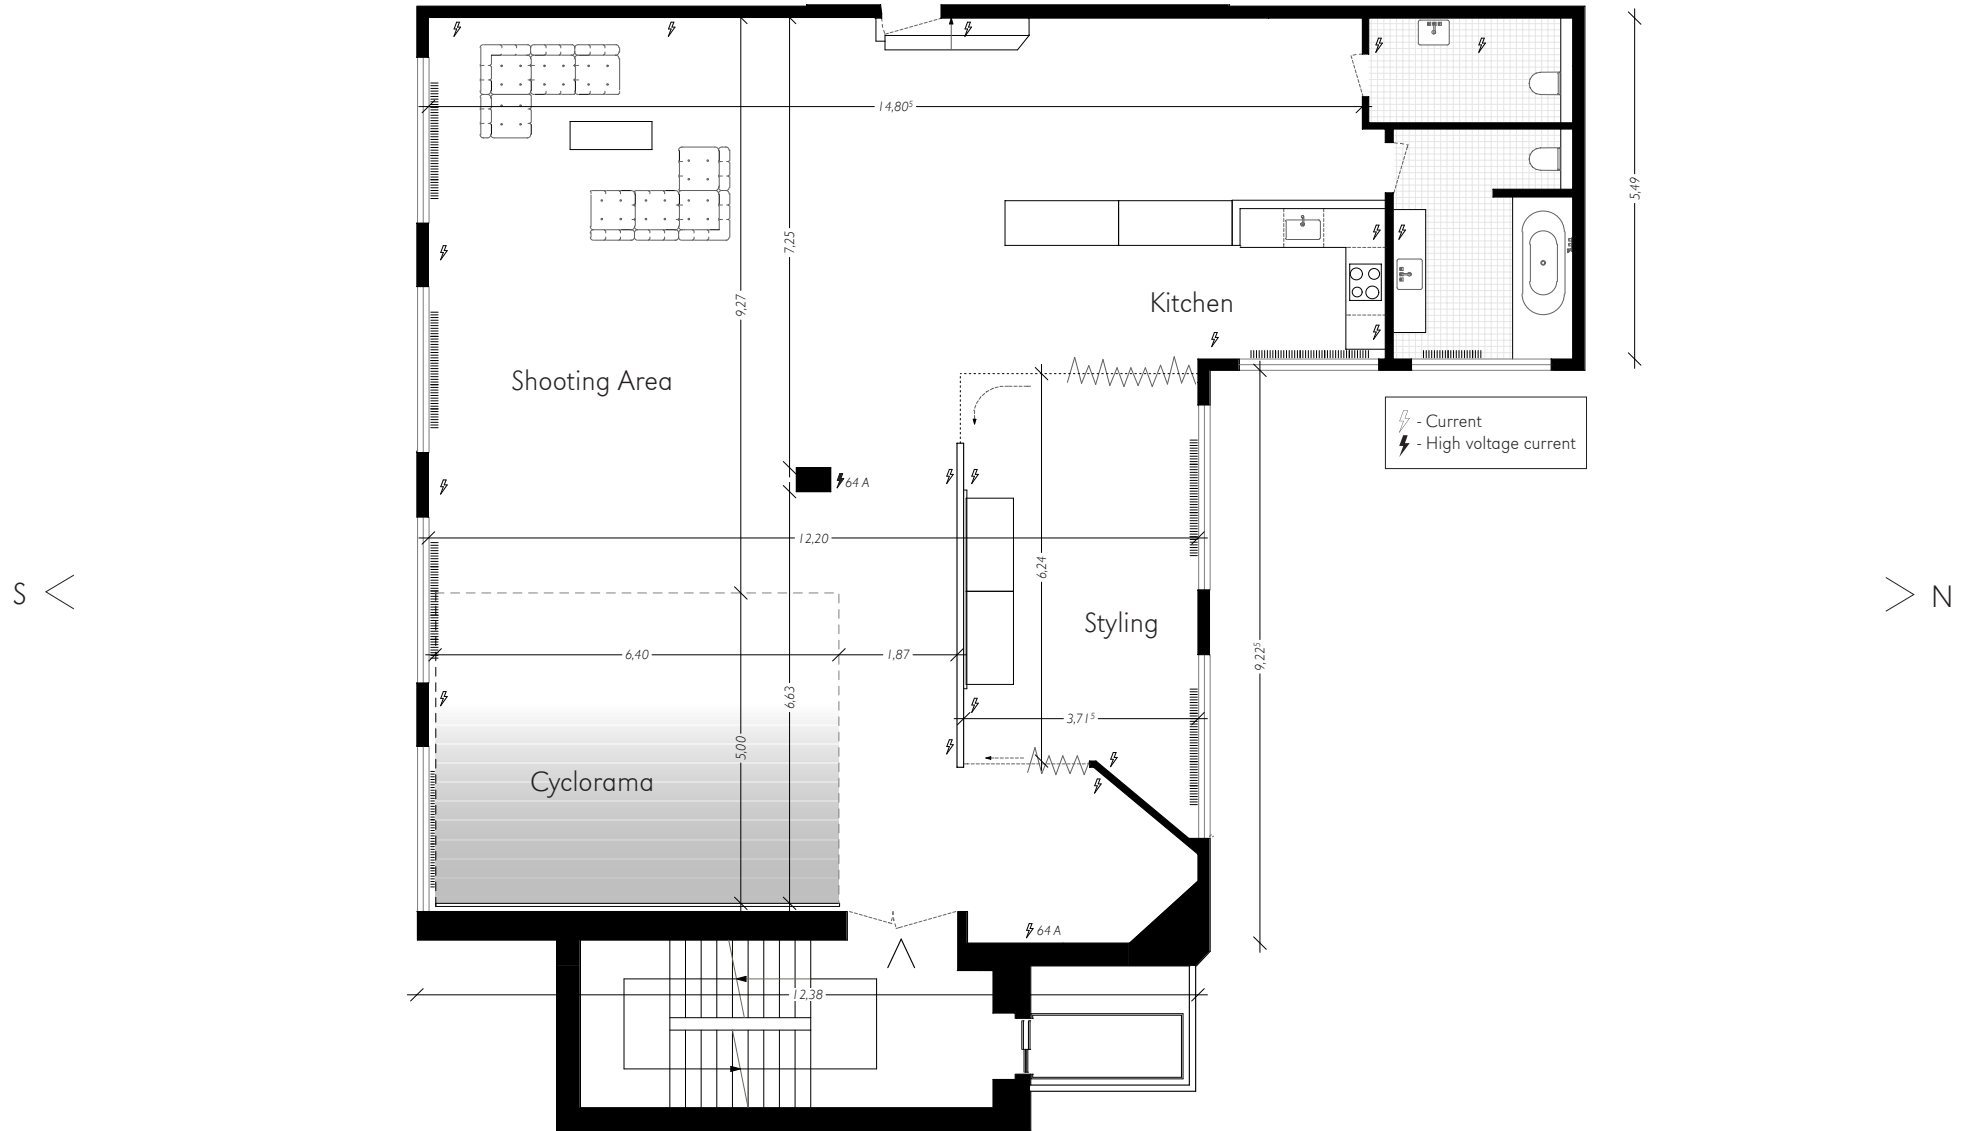 14,80⁵
5,49
7,25
9,27
Kitchen
Shooting Area
- Current
- High voltage current
64 A
12,20
6,24
S
N
Styling
6,40
1,87
9,22⁵
6,63
3,71⁵
5,00
Cyclorama
64 A
12,38